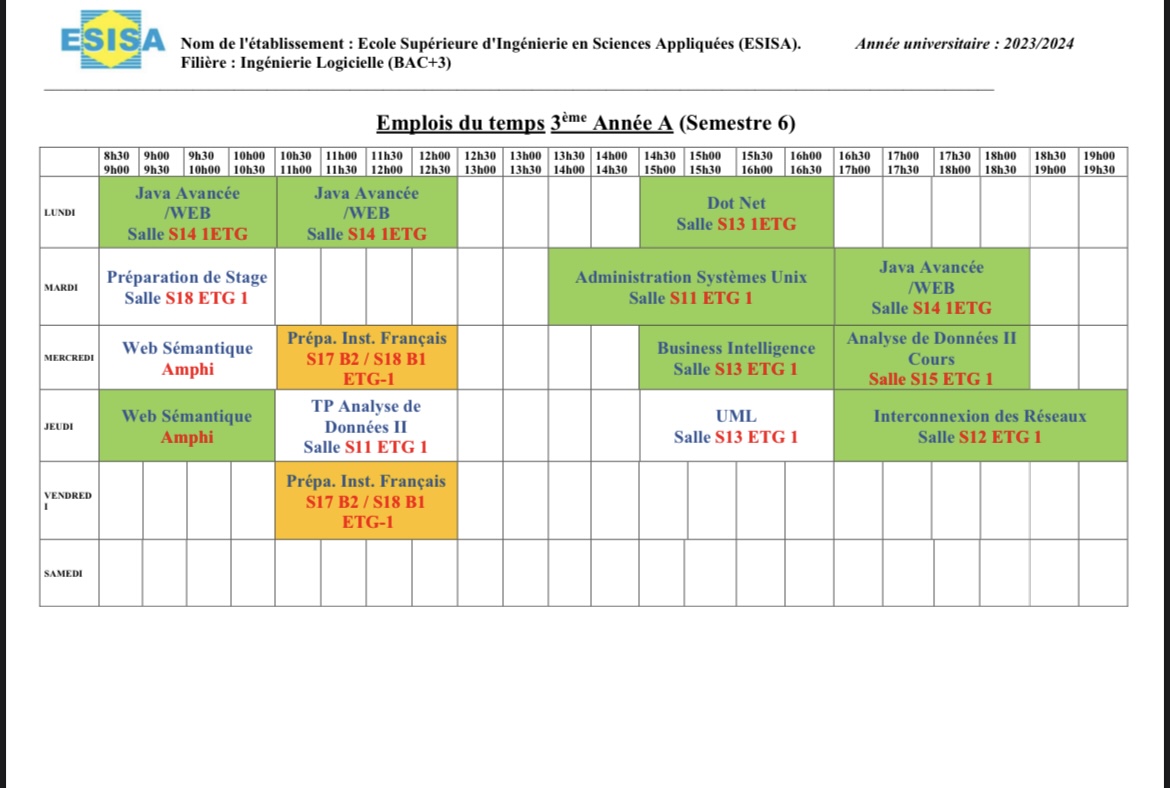 ESISA
Nom de l'établissement : Ecole Supérieure d'Ingénierie en Sciences Appliquées (ESISA).
Année universitaire : 2023/2024
Filière : Ingénierie Logicielle (BAC+3)
Emplois du temps 3ème Année A (Semestre 6)
8h30 9h00 9h30 10h00 10h30 11h00 11h30 12h00 12h30 13h00 13h30 14h00 14h30 15h00 15h30 16h00 16h30 17h00 17h30 18h00 18h30 19h00
9h00 9h30 10h00 10h30 11h00 11h30 12h00 12h30 13h00 13h30 14h00 14h30 15h00 15h30 16h00 16h30 17h00 17h30 18h00 18h30 19h00 19h30
LUNDI
Java Avancée
/WEB
Salle S14 1ETG
Java Avancée
/WEB
Salle S14 1ETG
Dot Net
Salle S13 1ETG
MARDI
Préparation de Stage
Salle S18 ETG 1
Administration Systèmes Unix
Salle S11 ETG 1
Java Avancée
/WEB
Salle S14 1ETG
MERCREDI
Web Sémantique
Amphi
Prépa. Inst. Français
S17 B2 / S18 B1
ETG-1
Business Intelligence
Salle S13 ETG 1
Analyse de Données II
Cours
Salle S15 ETG 1
JEUDI
Web Sémantique
Amphi
TP Analyse de
Données II
Salle S11 ETG 1
UML
Salle S13 ETG 1
Interconnexion des Réseaux
Salle S12 ETG 1
VENDRED
I
Prépa. Inst. Français
S17 B2 / S18 B1
ETG-1
SAMEDI